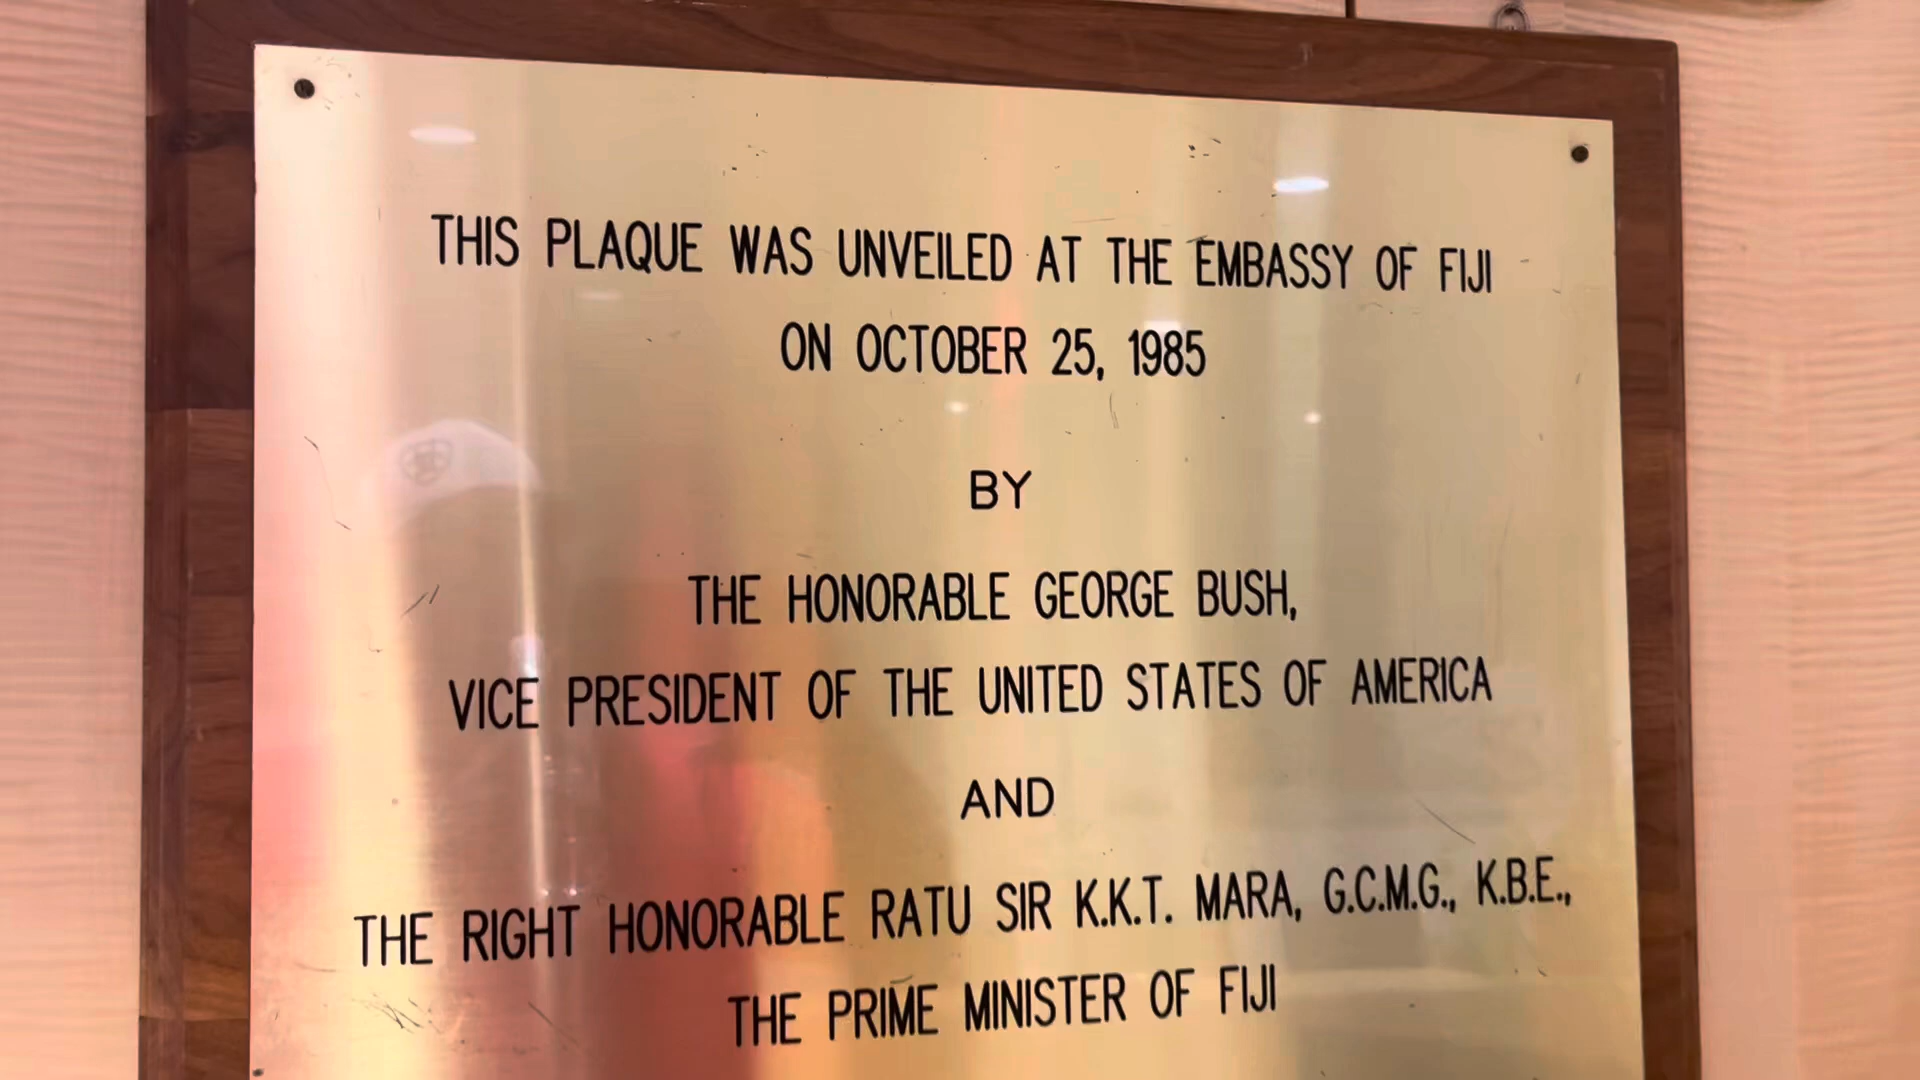 THIS PLAQUE WAS UNVEILED AT THE EMBASSY OF FIJI
ON OCTOBER 25, 1985
BY
THE HONORABLE GEORGE BUSH,
VICE PRESIDENT OF THE UNITED STATES OF AMERICA
AND
THE RIGHT HONORABLE RATU SIR K.K.T. MARA, G.C.M.G., K.B.E.,
THE PRIME MINISTER OF FIJI